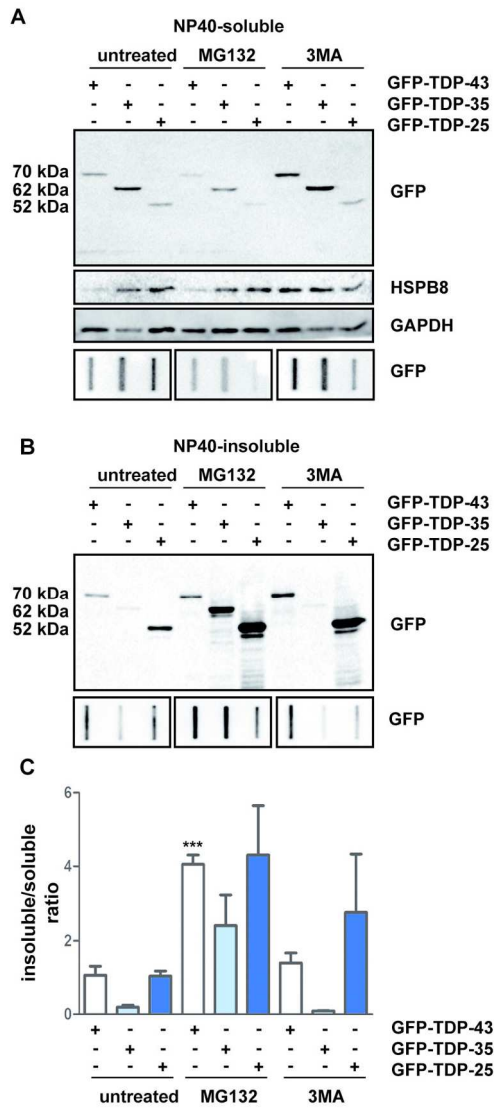 A
NP40-soluble
untreated MG132 3MA
+ - - + - - + - - GFP-TDP-43
- + - - + - - + - GFP-TDP-35
- - + - - + - - + GFP-TDP-25
70 kDa
62 kDa
52 kDa
GFP
HSPB8
GAPDH
GFP
B
NP40-insoluble
untreated MG132 3MA
+ - - + - - + - - GFP-TDP-43
- + - - + - - + - GFP-TDP-35
- - + - - + - - + GFP-TDP-25
70 kDa
62 kDa
52 kDa
GFP
GFP
C
insoluble/soluble
ratio
6
4
2
0
***
+ - - + - - + - - GFP-TDP-43
- + - - + - - + - GFP-TDP-35
- - + - - + - - + GFP-TDP-25
untreated MG132 3MA